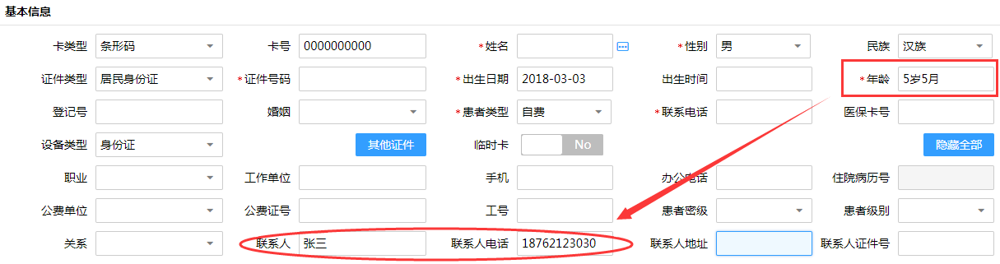 基本信息
卡类型 条形码 卡号 0000000000 *姓名 *性别 男 民族 汉族
证件类型 居民身份证 *证件号码 *出生日期 2018-03-03 出生时间 *年龄 5岁5月
登记号 婚姻 *患者类型 自费 *联系电话 医保卡号
设备类型 身份证 其他证件 临时卡 No 隐藏全部
职业 工作单位 手机 办公电话 住院病历号
公费单位 公费证号 工号 患者密级 患者级别
关系 联系人 张三 联系人电话 18762123030 联系人地址 联系人证件号